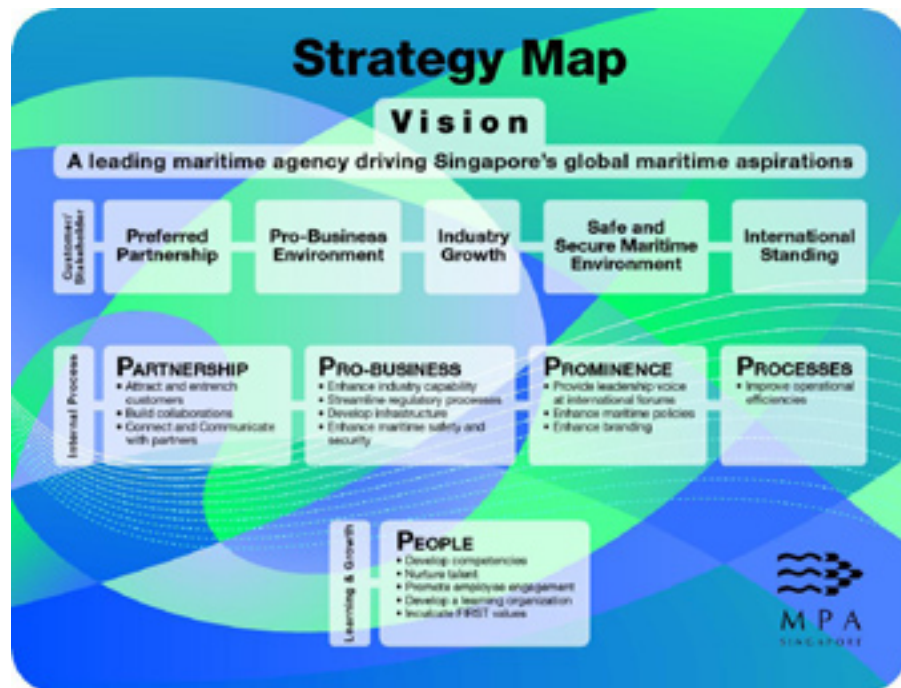 Strategy Map
Vision
A leading maritime agency driving Singapore's global maritime aspirations
Customer/
Stakeholder
Preferred
Partnership
Pro-Business
Environment
Industry
Growth
Safe and
Secure Maritime
Environment
International
Standing
Internal Process
PARTNERSHIP
• Attract and entrench
customers
• Build collaborations
• Connect and Communicate
with partners
PRO-BUSINESS
• Enhance industry capability
• Streamline regulatory processes
• Develop infrastructure
• Enhance maritime safety and
security
PROMINENCE
• Provide leadership voice
at international forums
• Enhance maritime policies
• Enhance branding
PROCESSES
• Improve operational
efficiencies
Learning & Growth
PEOPLE
• Develop competencies
• Nurture talent
• Promote employee engagement
• Develop a learning organization
• Inculcate FIRST values
MPA
SINGAPORE